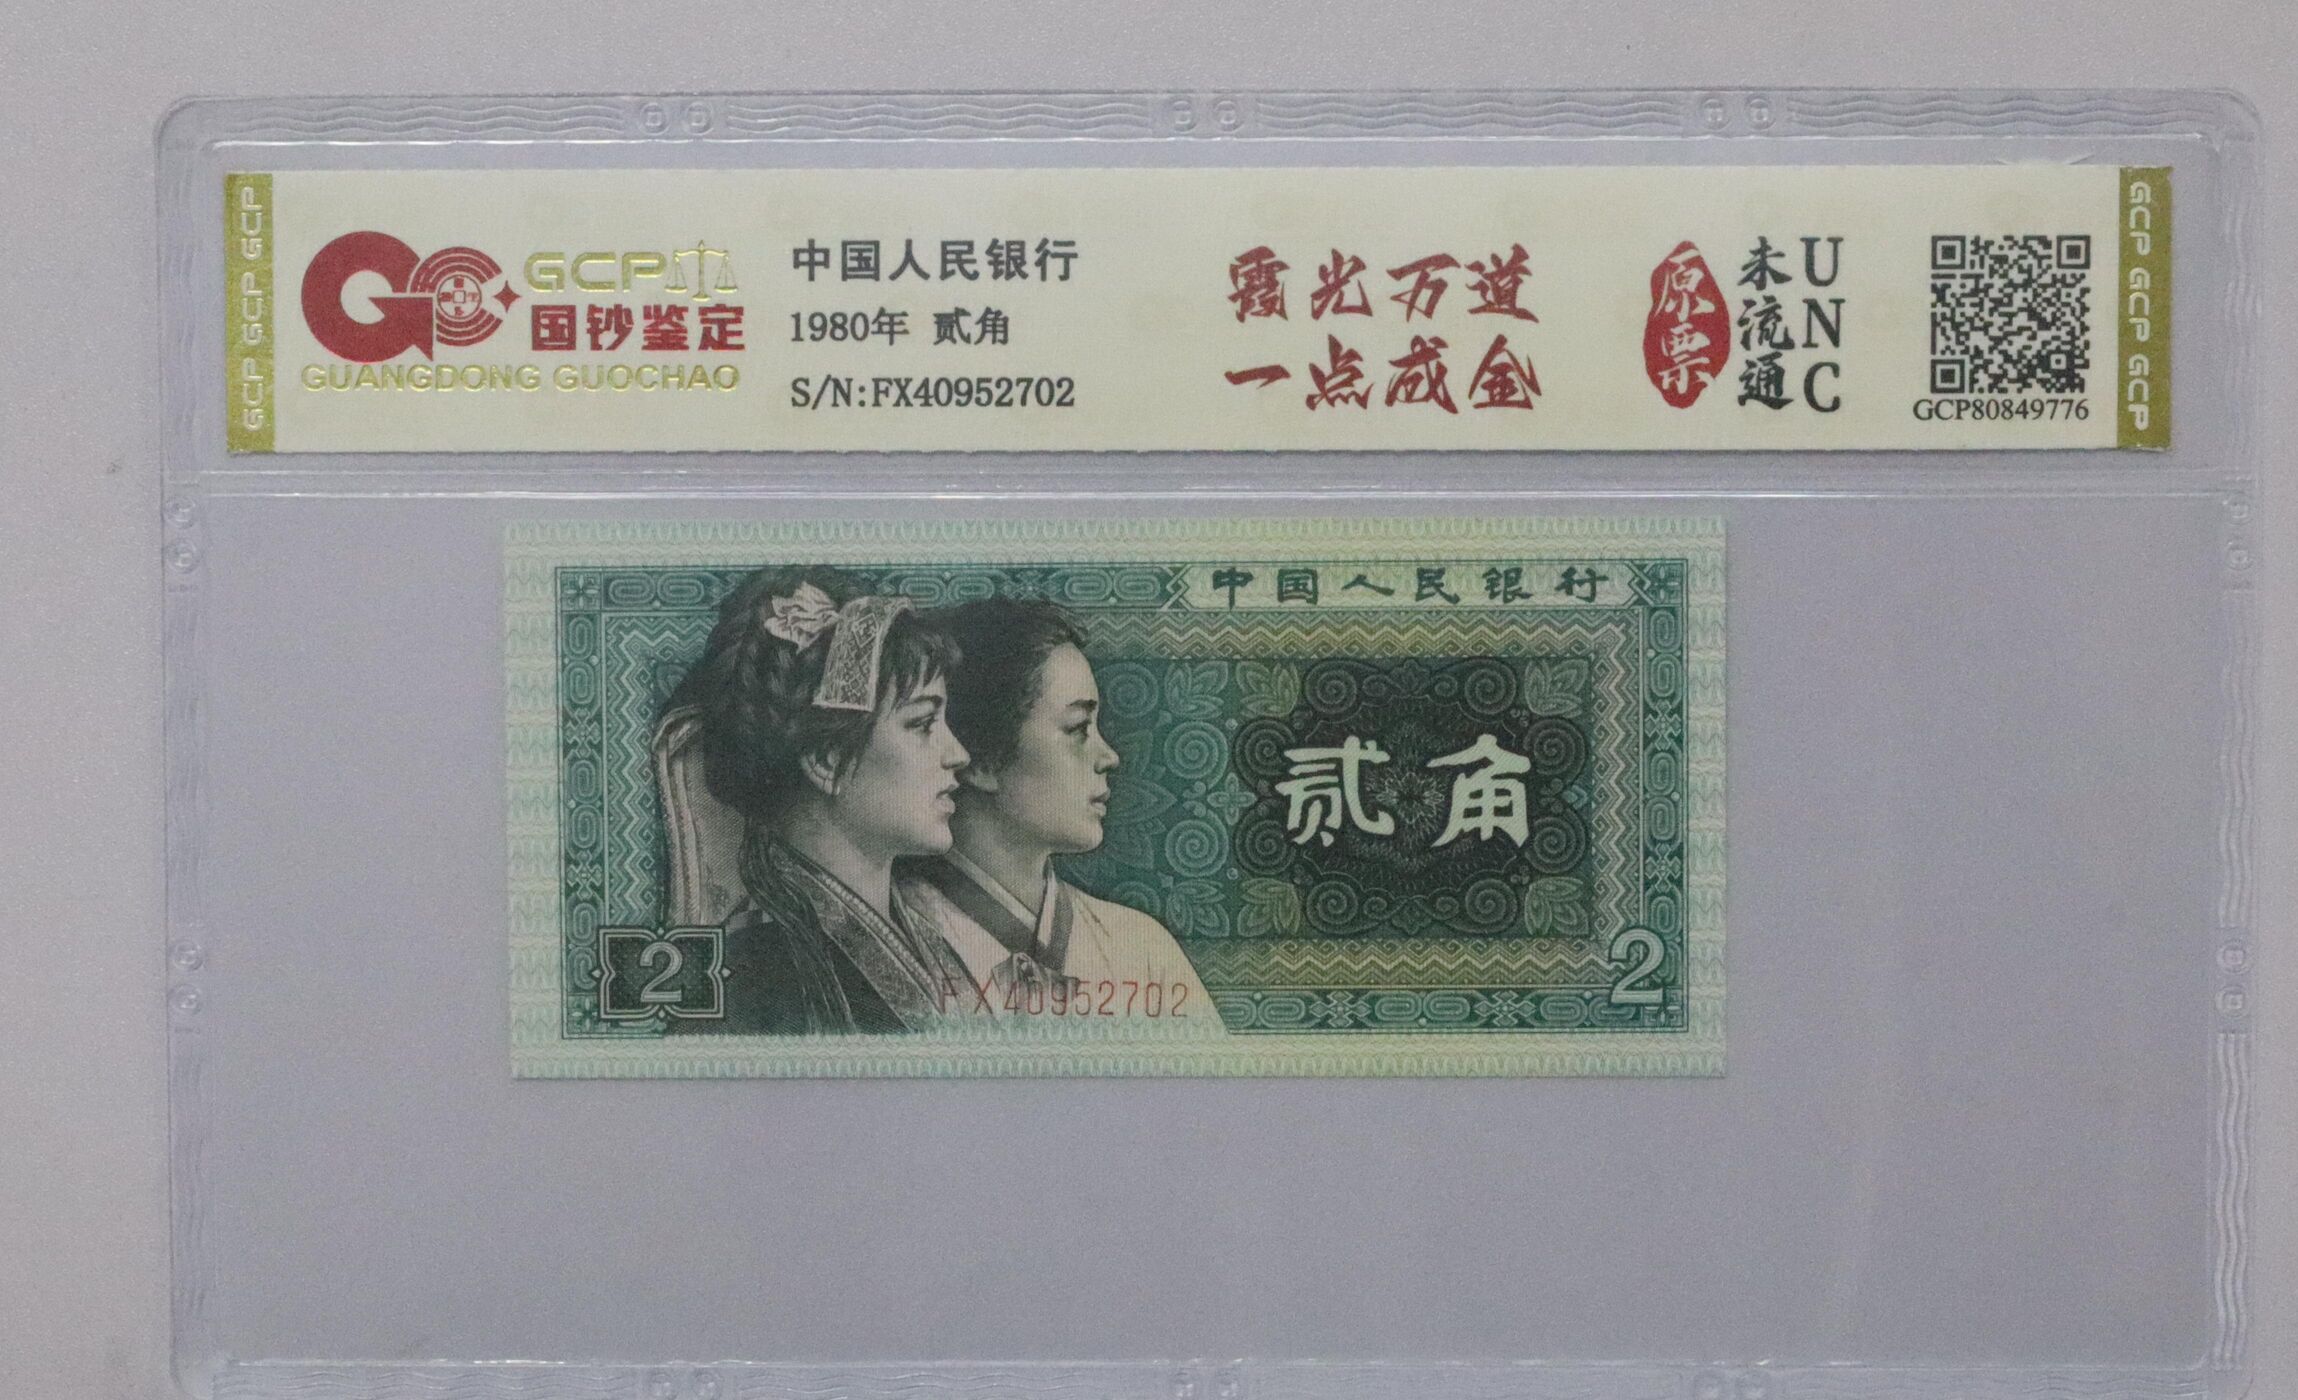 GCP GCP GCP
GCP
国钞鉴定
GUANGDONG GUOCHAO
中国人民银行
1980年 贰角
S/N:FX40952702
霞光万道
一点成金
原票
未流通
UNC
GCP80849776
GCP GCP GCP
中国人民银行
贰角
2
2
FX40952702